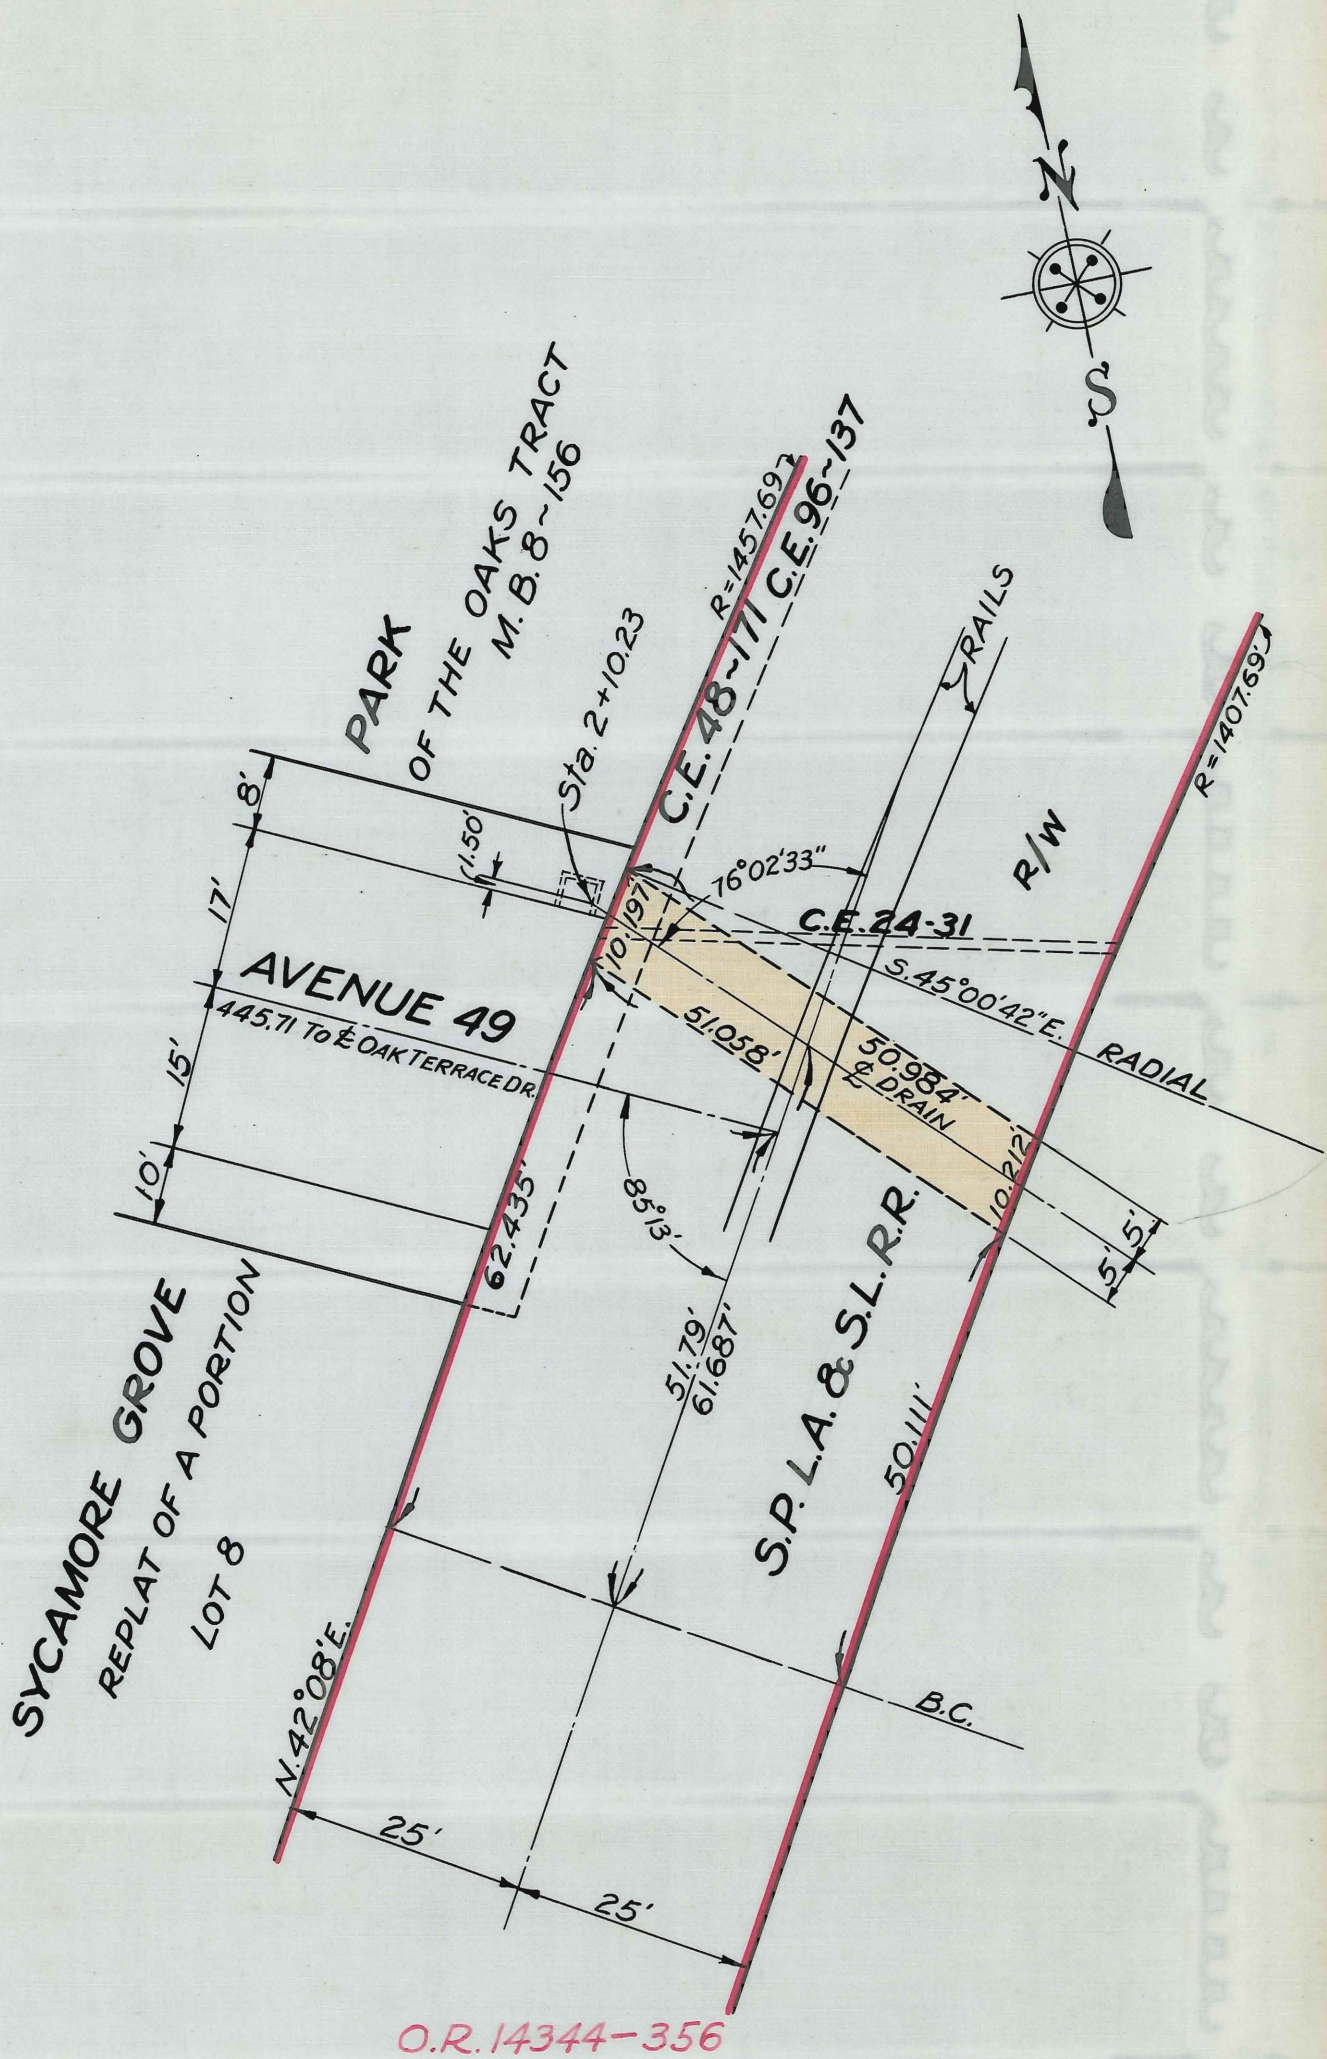 N
S
PARK
OF THE OAKS TRACT
M.B. 8~156
Sta. 2+10.23
R=1457.69'
C.E. 48~171
C.E. 96~137
RAILS
R=1407.69'
R/W
8'
17'
15'
10'
(1.50'
76°02'33"
C.E. 24-31
S.45°00'42"E.
RADIAL
10.197'
51.058'
50.984'
℄ DRAIN
10.212'
5'
5'
AVENUE 49
445.71 To ℄ OAK TERRACE DR.
85°13'
62.435'
51.79'
61.687'
S.P. L.A. & S.L. R.R.
50.111'
SYCAMORE GROVE
REPLAT OF A PORTION
LOT 8
N.42°08'E.
B.C.
25'
25'
O.R. 14344-356